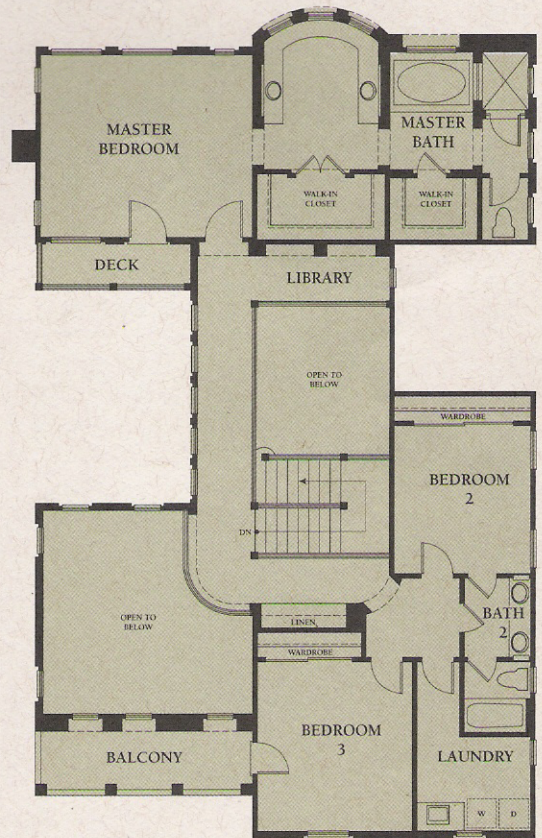 MASTER
BEDROOM
MASTER
BATH
WALK-IN
CLOSET
WALK-IN
CLOSET
DECK
LIBRARY
OPEN TO
BELOW
WARDROBE
BEDROOM
2
DN
OPEN TO
BELOW
BATH
2
LINEN
WARDROBE
BEDROOM
3
BALCONY
LAUNDRY
W
D